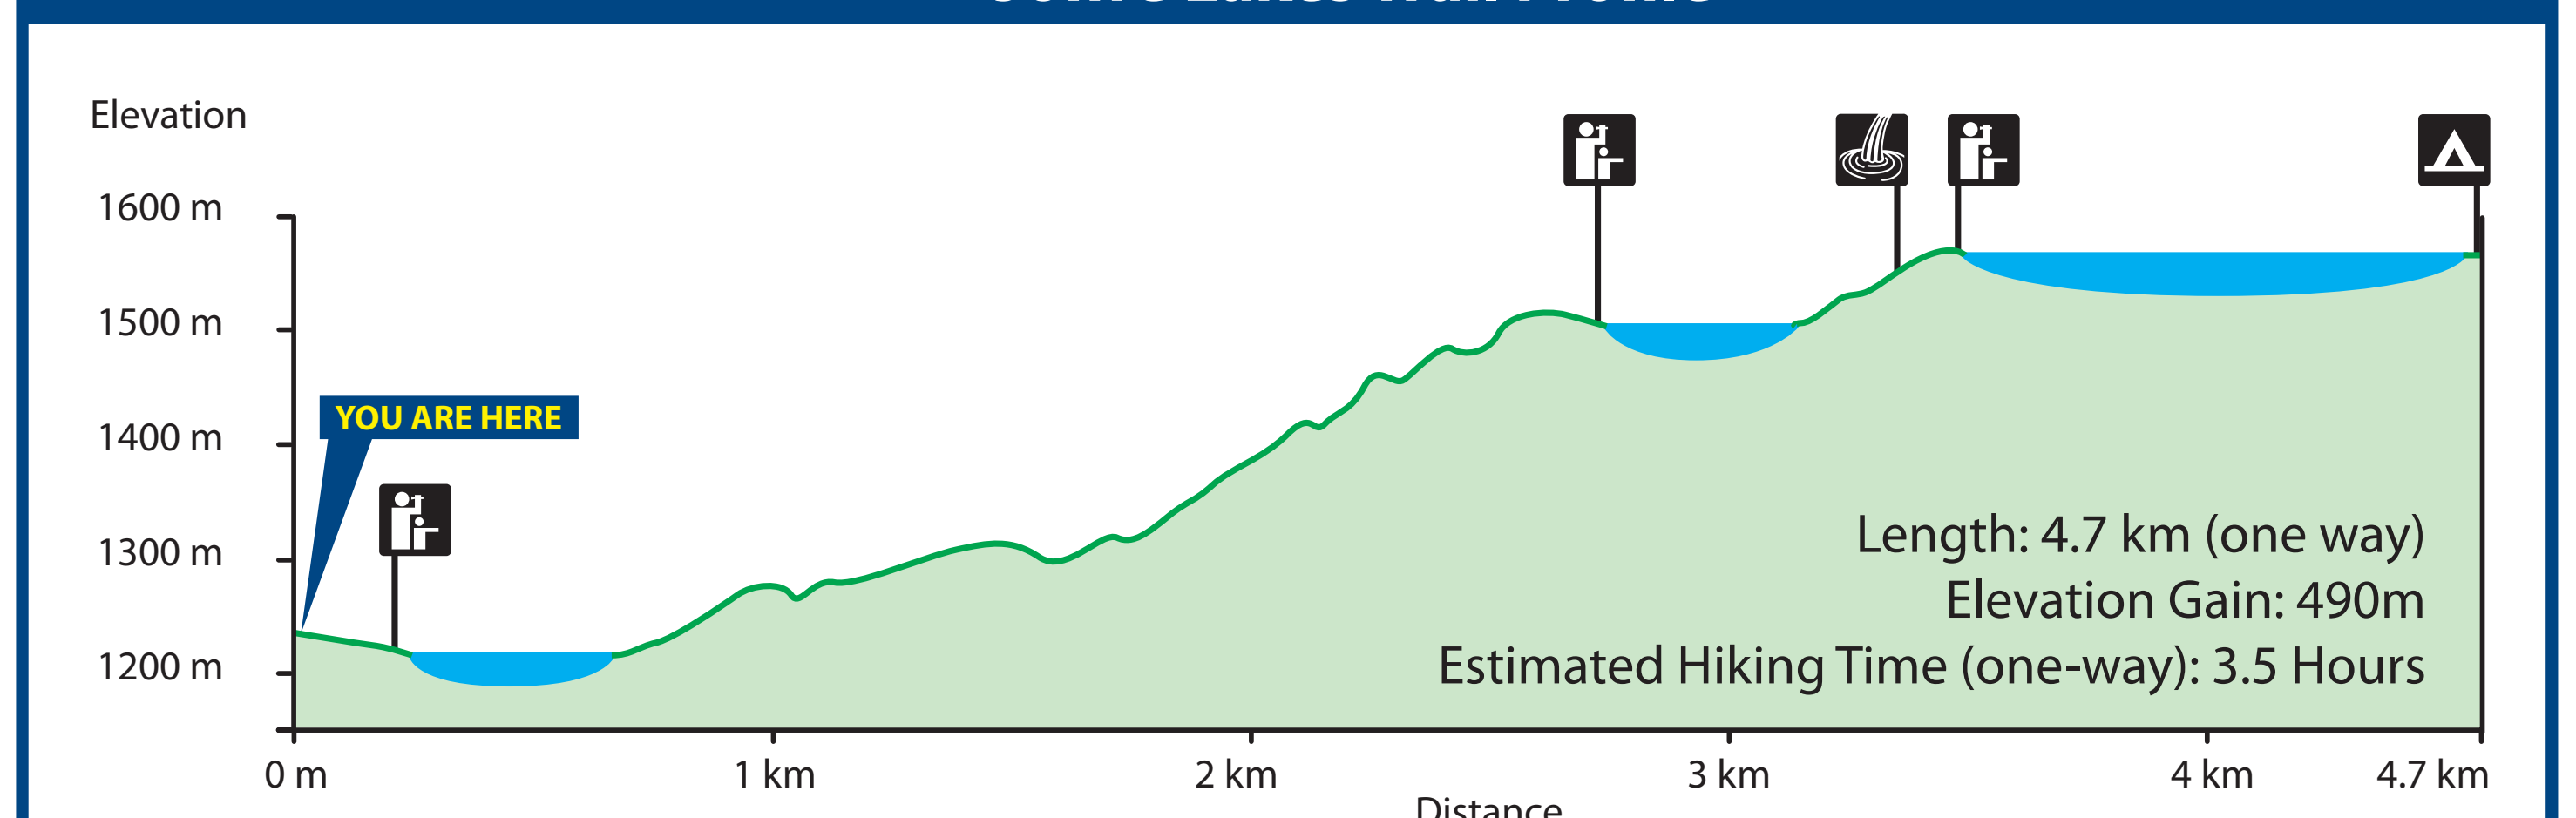 Elevation
1600 m
1500 m
1400 m
1300 m
1200 m
YOU ARE HERE
Length: 4.7 km (one way)
Elevation Gain: 490m
Estimated Hiking Time (one-way): 3.5 Hours
0 m 1 km 2 km 3 km 4 km 4.7 km
Distance